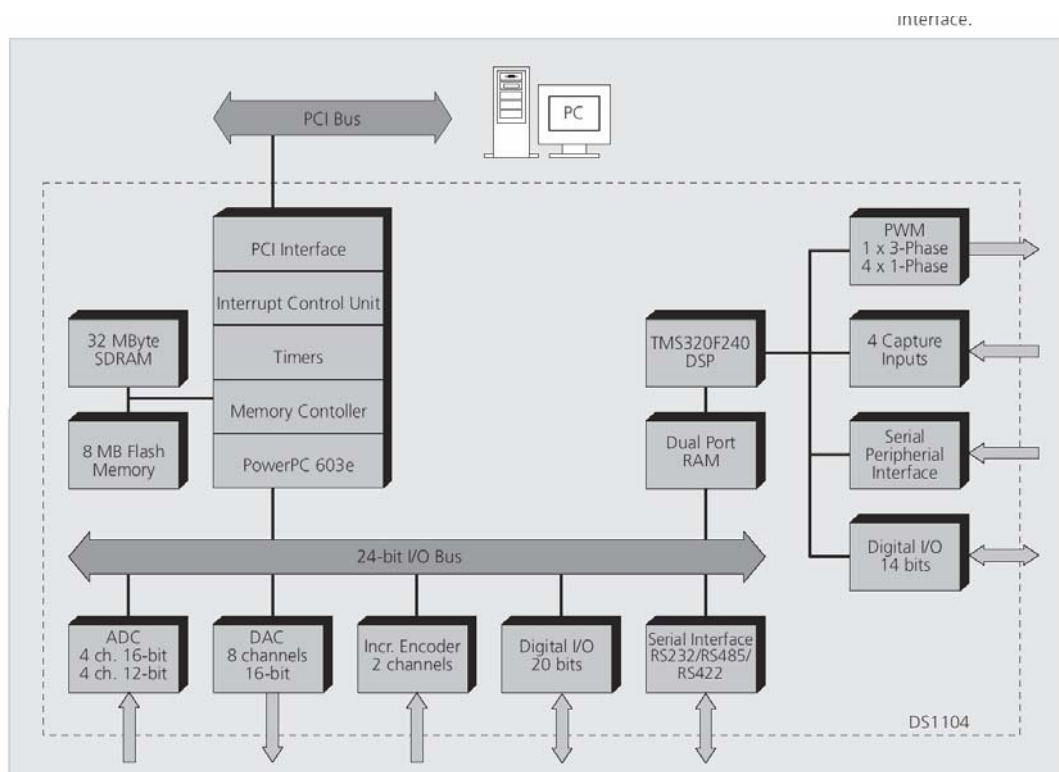 interface.
PCI Bus
PC
PCI Interface
Interrupt Control Unit
Timers
Memory Contoller
PowerPC 603e
32 MByte
SDRAM
8 MB Flash
Memory
TMS320F240
DSP
Dual Port
RAM
PWM
1 x 3-Phase
4 x 1-Phase
4 Capture
Inputs
Serial
Peripherial
Interface
Digital I/O
14 bits
24-bit I/O Bus
ADC
4 ch. 16-bit
4 ch. 12-bit
DAC
8 channels
16-bit
Incr. Encoder
2 channels
Digital I/O
20 bits
Serial Interface
RS232/RS485/
RS422
DS1104